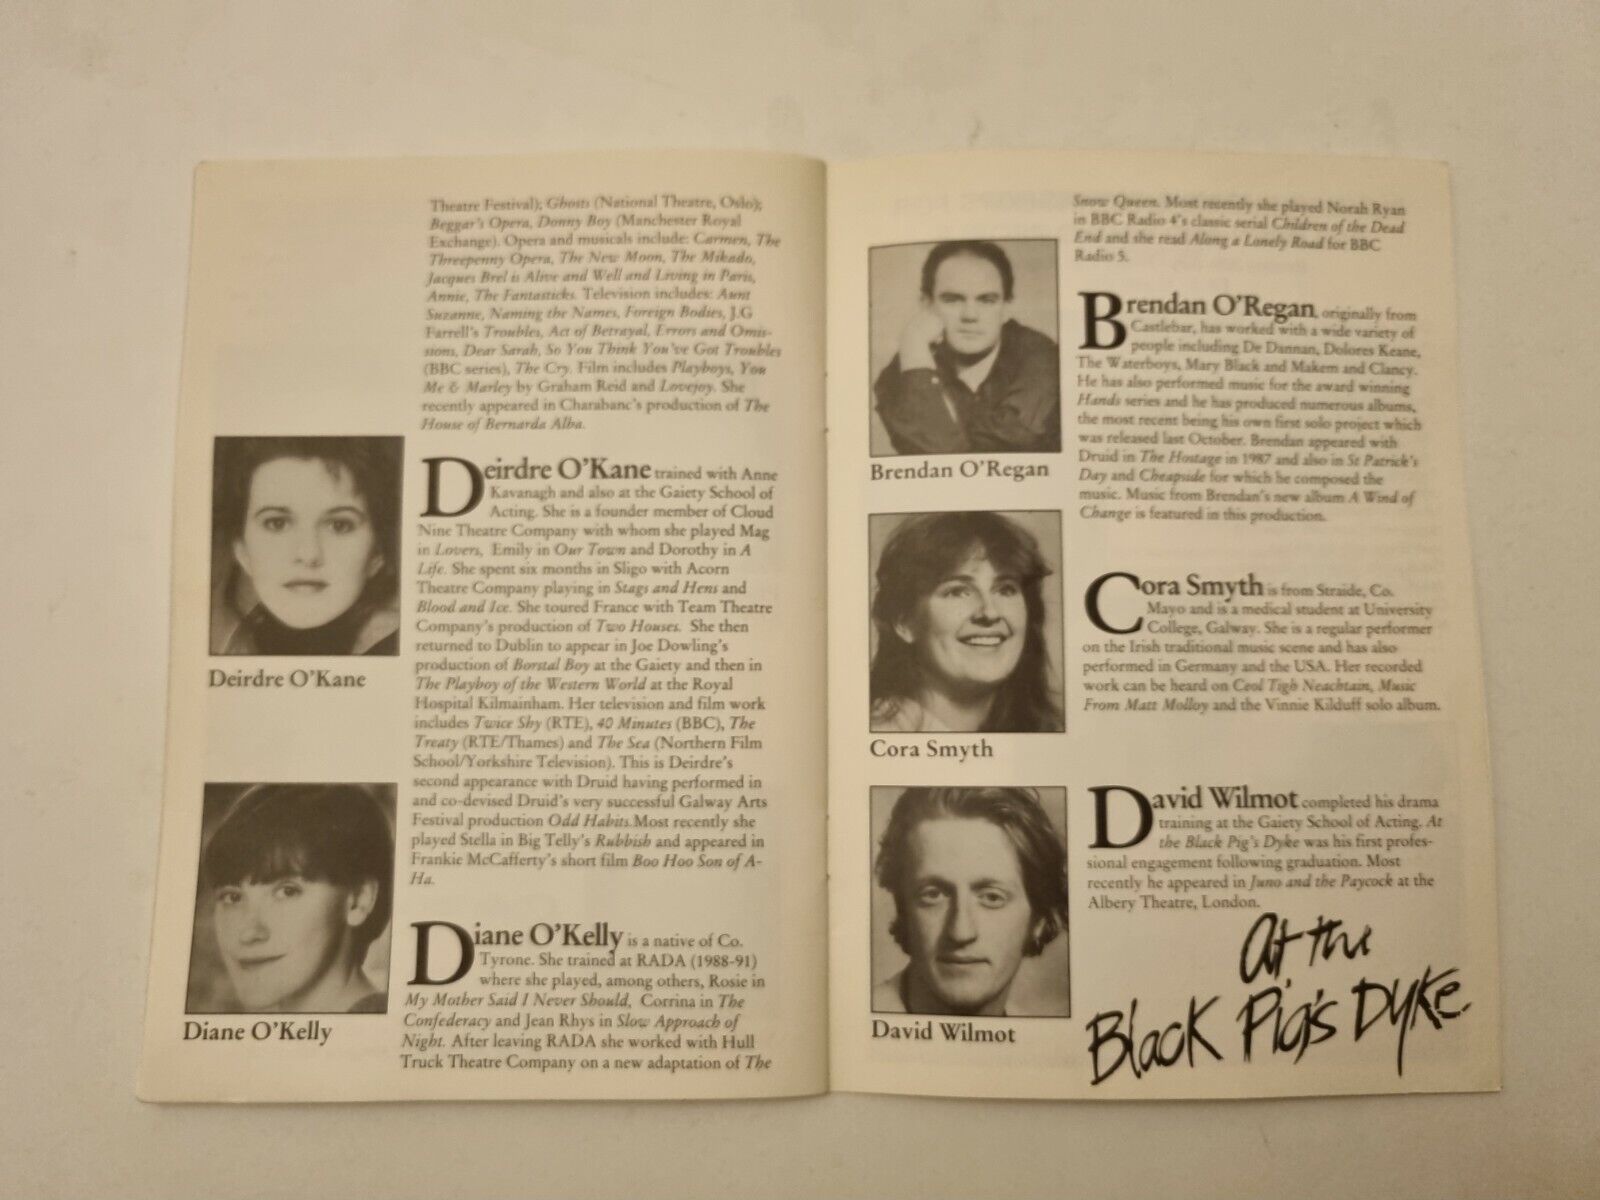 Theatre Festival); Ghosts (National Theatre, Oslo);
Beggar's Opera, Donny Boy (Manchester Royal
Exchange). Opera and musicals include: Carmen, The
Threepenny Opera, The New Moon, The Mikado,
Jacques Brel is Alive and Well and Living in Paris,
Annie, The Fantasticks. Television includes: Aunt
Suzanne, Naming the Names, Foreign Bodies, J.G
Farrell's Troubles, Act of Betrayal, Errors and Omis-
sions, Dear Sarah, So You Think You've Got Troubles
(BBC series), The Cry. Film includes Playboys, You
Me & Marley by Graham Reid and Lovejoy. She
recently appeared in Charabanc's production of The
House of Bernarda Alba.
Deirdre O'Kane
Deirdre O'Kane trained with Anne
Kavanagh and also at the Gaiety School of
Acting. She is a founder member of Cloud
Nine Theatre Company with whom she played Mag
in Lovers, Emily in Our Town and Dorothy in A
Life. She spent six months in Sligo with Acorn
Theatre Company playing in Stags and Hens and
Blood and Ice. She toured France with Team Theatre
Company's production of Two Houses. She then
returned to Dublin to appear in Joe Dowling's
production of Borstal Boy at the Gaiety and then in
The Playboy of the Western World at the Royal
Hospital Kilmainham. Her television and film work
includes Twice Shy (RTE), 40 Minutes (BBC), The
Treaty (RTE/Thames) and The Sea (Northern Film
School/Yorkshire Television). This is Deirdre's
second appearance with Druid having performed in
and co-devised Druid's very successful Galway Arts
Festival production Odd Habits. Most recently she
played Stella in Big Telly's Rubbish and appeared in
Frankie McCafferty's short film Boo Hoo Son of A-
Ha.
Diane O'Kelly
Diane O'Kelly is a native of Co.
Tyrone. She trained at RADA (1988-91)
where she played, among others, Rosie in
My Mother Said I Never Should, Corrina in The
Confederacy and Jean Rhys in Slow Approach of
Night. After leaving RADA she worked with Hull
Truck Theatre Company on a new adaptation of The
Snow Queen. Most recently she played Norah Ryan
in BBC Radio 4's classic serial Children of the Dead
End and she read Along a Lonely Road for BBC
Radio 5.
Brendan O'Regan
Brendan O'Regan, originally from
Castlebar, has worked with a wide variety of
people including De Dannan, Dolores Keane,
The Waterboys, Mary Black and Makem and Clancy.
He has also performed music for the award winning
Hands series and he has produced numerous albums,
the most recent being his own first solo project which
was released last October. Brendan appeared with
Druid in The Hostage in 1987 and also in St Patrick's
Day and Cheapside for which he composed the
music. Music from Brendan's new album A Wind of
Change is featured in this production.
Cora Smyth
Cora Smyth is from Straide, Co.
Mayo and is a medical student at University
College, Galway. She is a regular performer
on the Irish traditional music scene and has also
performed in Germany and the USA. Her recorded
work can be heard on Ceol Tigh Neachtain, Music
From Matt Molloy and the Vinnie Kilduff solo album.
David Wilmot
David Wilmot completed his drama
training at the Gaiety School of Acting. At
the Black Pig's Dyke was his first profes-
sional engagement following graduation. Most
recently he appeared in Juno and the Paycock at the
Albery Theatre, London.
At the
Black Pig's Dyke.